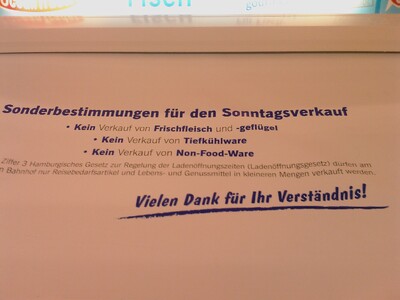 Fisch
Sonderbestimmungen für den Sonntagsverkauf
• Kein Verkauf von Frischfleisch und -geflügel
• Kein Verkauf von Tiefkühlware
• Kein Verkauf von Non-Food-Ware
Ziffer 3 Hamburgisches Gesetz zur Regelung der Ladenöffnungszeiten (Ladenöffnungsgesetz) dürfen am
Bahnhof nur Reisebedarfsartikel und Lebens- und Genussmittel in kleineren Mengen verkauft werden.
Vielen Dank für Ihr Verständnis!